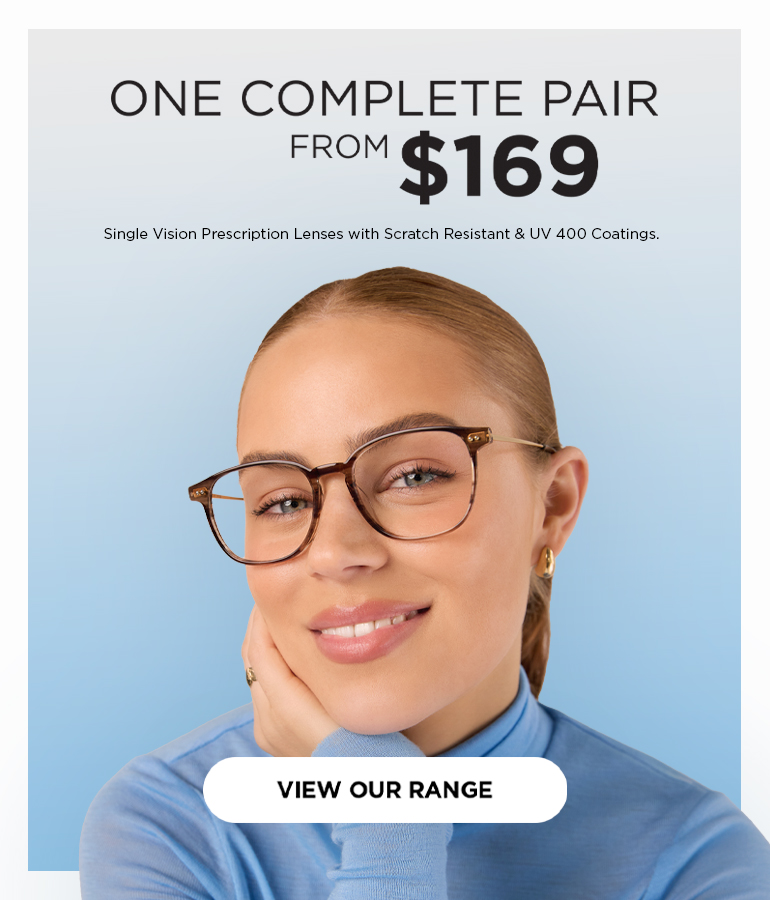 ONE COMPLETE PAIR
FROM $169
Single Vision Prescription Lenses with Scratch Resistant & UV 400 Coatings.
VIEW OUR RANGE